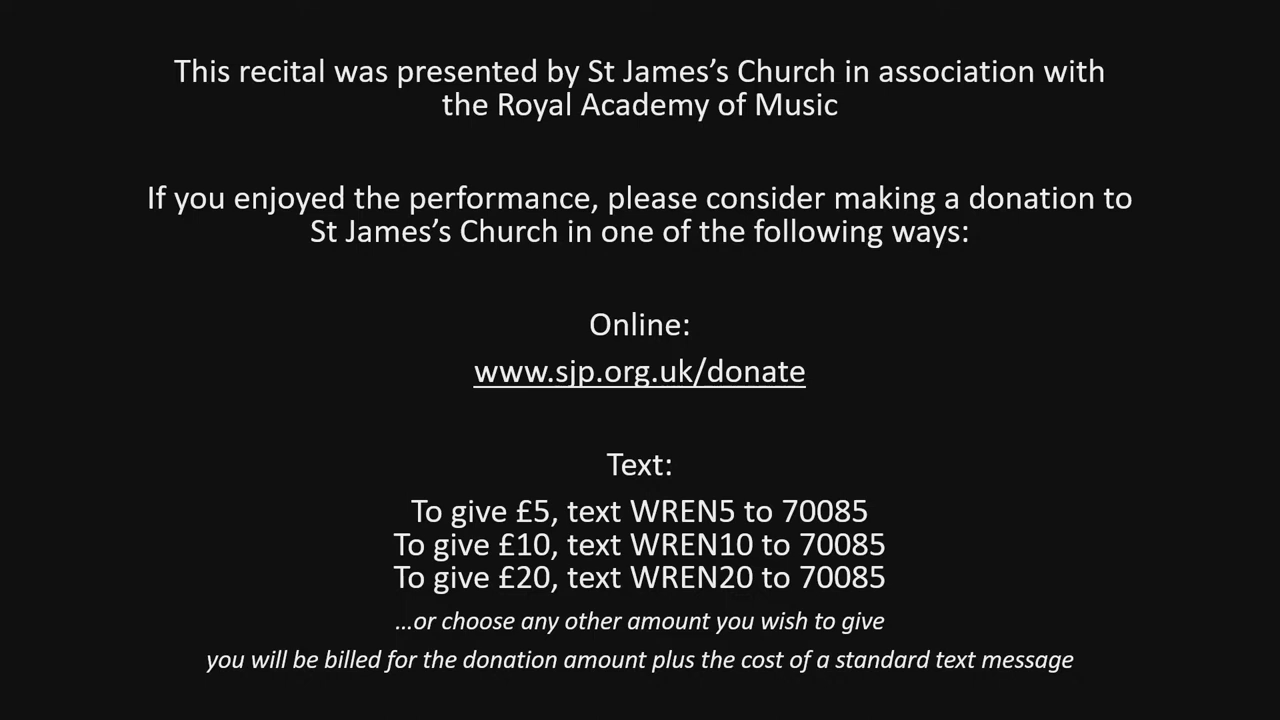 This recital was presented by St James’s Church in association with
the Royal Academy of Music
If you enjoyed the performance, please consider making a donation to
St James’s Church in one of the following ways:
Online:
www.sjp.org.uk/donate
Text:
To give £5, text WREN5 to 70085
To give £10, text WREN10 to 70085
To give £20, text WREN20 to 70085
...or choose any other amount you wish to give
you will be billed for the donation amount plus the cost of a standard text message